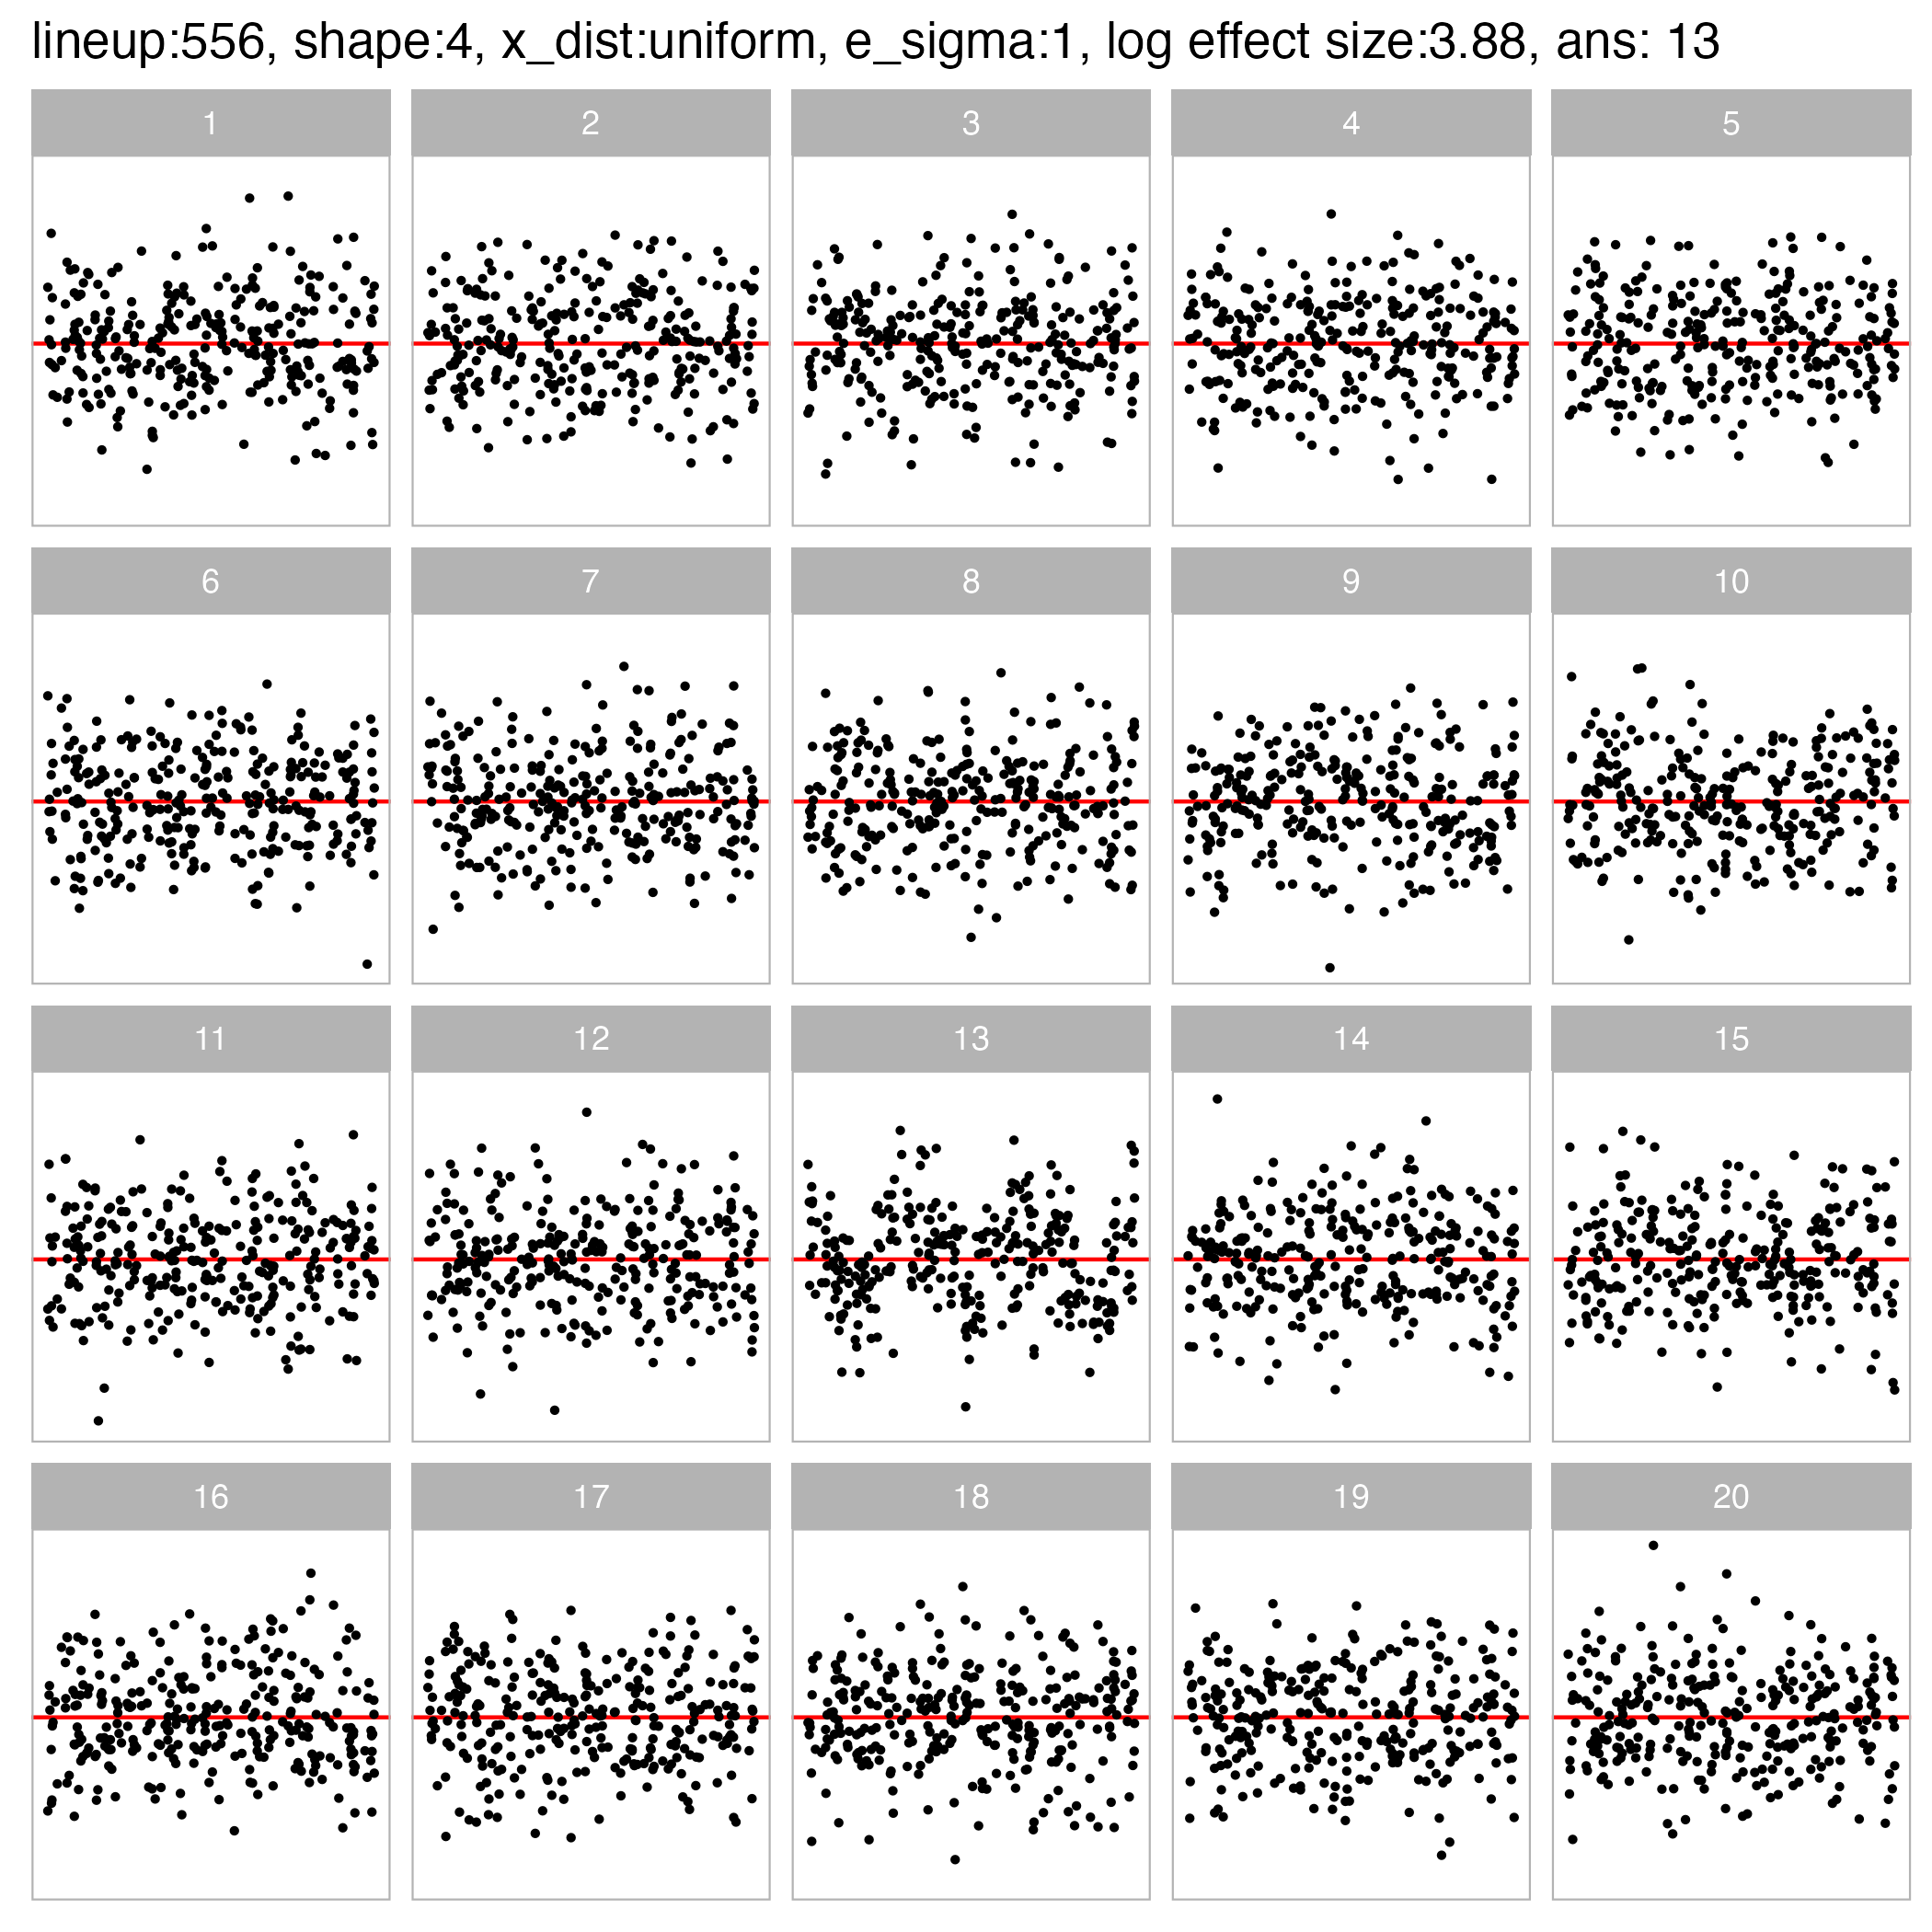 lineup:556, shape:4, x_dist:uniform, e_sigma:1, log effect size:3.88, ans: 13
1 2 3 4 5
6 7 8 9 10
11 12 13 14 15
16 17 18 19 20